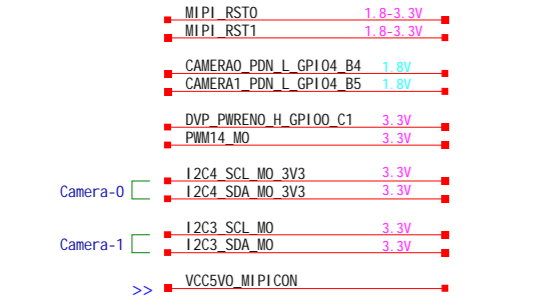 MIPI_RST0 1.8-3.3V
MIPI_RST1 1.8-3.3V
CAMERA0_PDN_L_GPIO4_B4 1.8V
CAMERA1_PDN_L_GPIO4_B5 1.8V
DVP_PWREN0_H_GPIO0_C1 3.3V
PWM14_M0 3.3V
I2C4_SCL_M0_3V3 3.3V
Camera-0 I2C4_SDA_M0_3V3 3.3V
I2C3_SCL_M0 3.3V
Camera-1 I2C3_SDA_M0 3.3V
>> VCC5V0_MIPICON